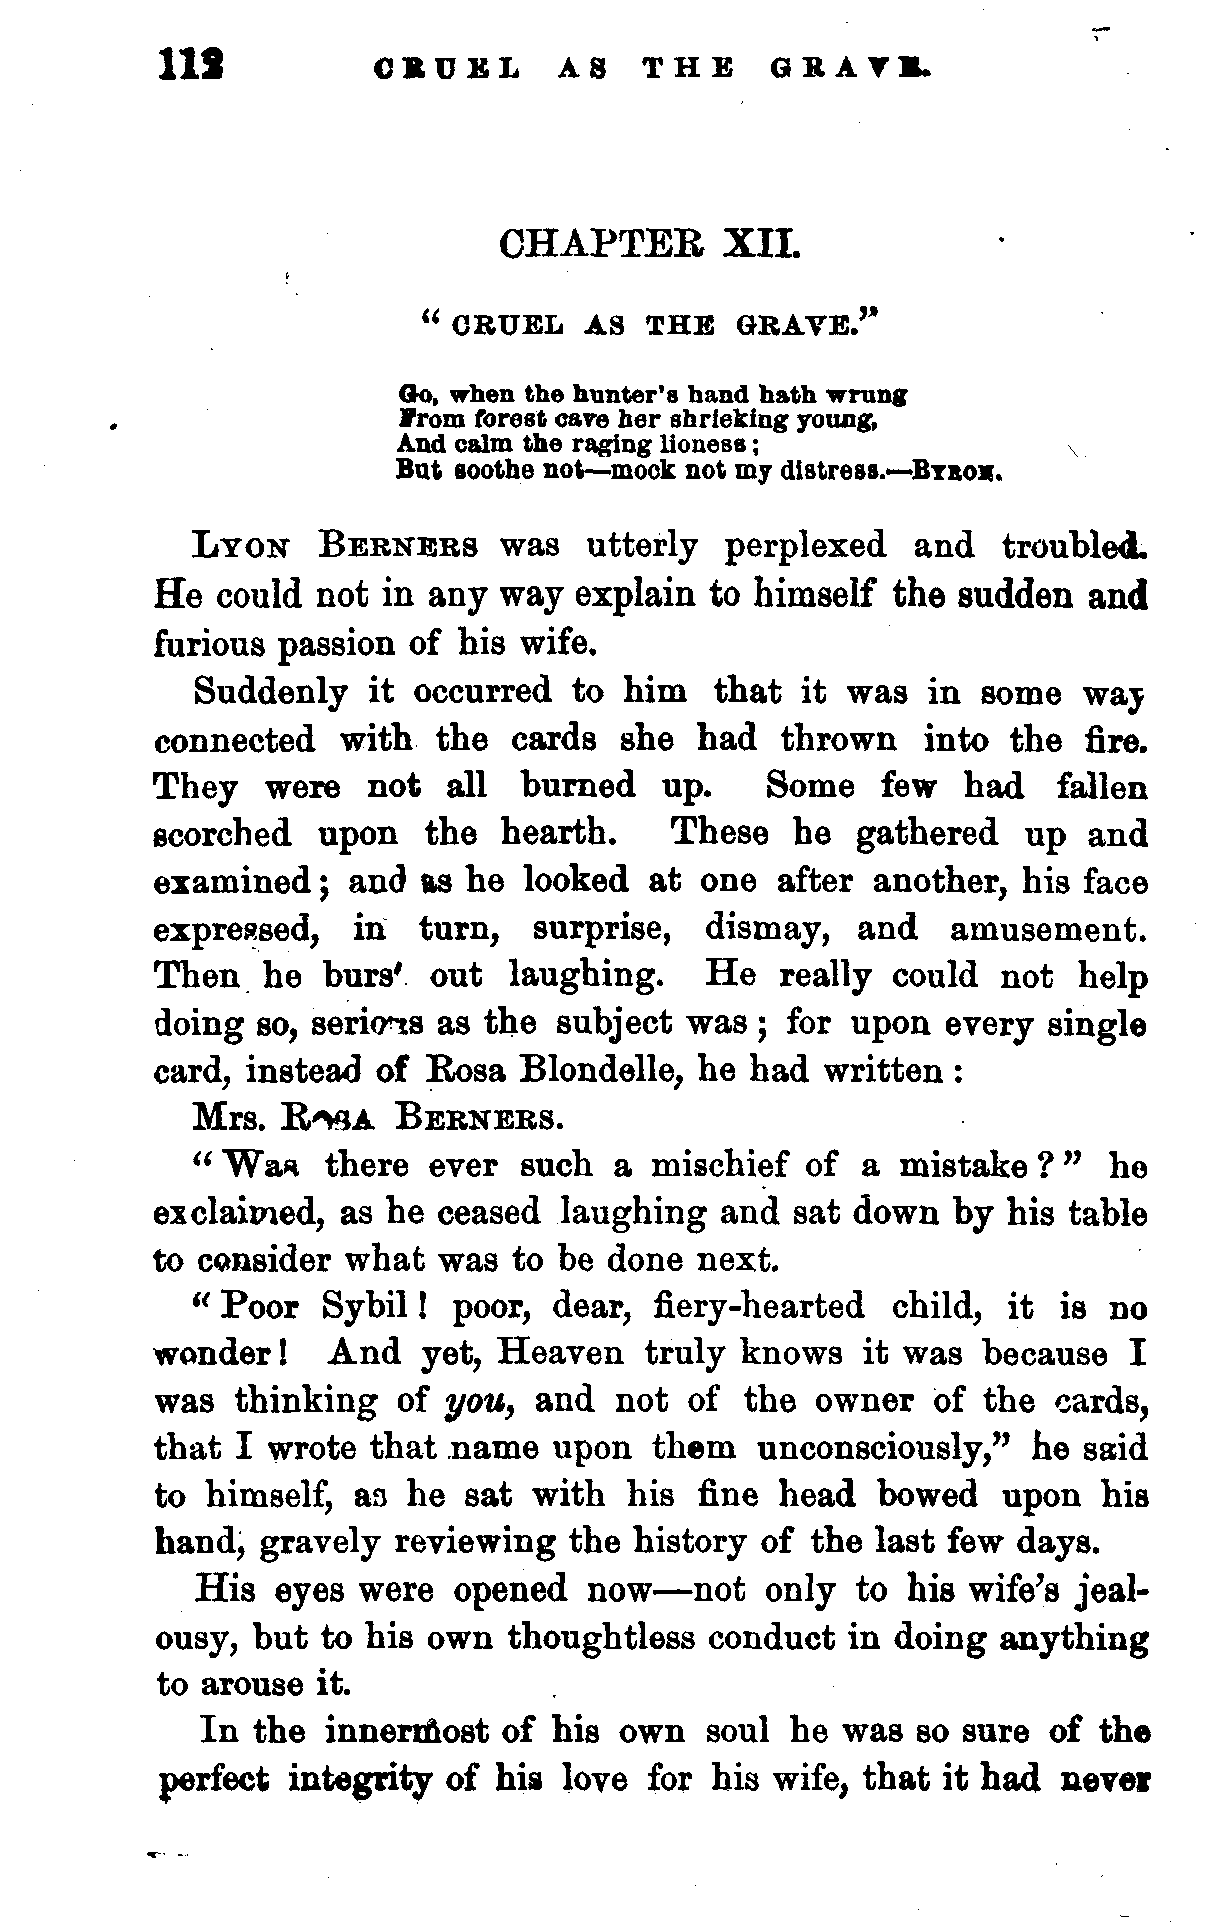 112 CRUEL AS THE GRAVE.
CHAPTER XII.
"CRUEL AS THE GRAVE."
Go, when the hunter's hand hath wrung
From forest cave her shrieking young,
And calm the raging lioness;
But soothe not—mock not my distress.—BYRON.
LYON BERNERS was utterly perplexed and troubled.
He could not in any way explain to himself the sudden and
furious passion of his wife.
Suddenly it occurred to him that it was in some way
connected with the cards she had thrown into the fire.
They were not all burned up. Some few had fallen
scorched upon the hearth. These he gathered up and
examined; and as he looked at one after another, his face
expressed, in turn, surprise, dismay, and amusement.
Then he burst out laughing. He really could not help
doing so, serious as the subject was; for upon every single
card, instead of Rosa Blondelle, he had written:
Mrs. ROSA BERNERS.
"Was there ever such a mischief of a mistake?" he
exclaimed, as he ceased laughing and sat down by his table
to consider what was to be done next.
"Poor Sybil! poor, dear, fiery-hearted child, it is no
wonder! And yet, Heaven truly knows it was because I
was thinking of you, and not of the owner of the cards,
that I wrote that name upon them unconsciously," he said
to himself, as he sat with his fine head bowed upon his
hand, gravely reviewing the history of the last few days.
His eyes were opened now—not only to his wife's jeal-
ousy, but to his own thoughtless conduct in doing anything
to arouse it.
In the innermost of his own soul he was so sure of the
perfect integrity of his love for his wife, that it had never